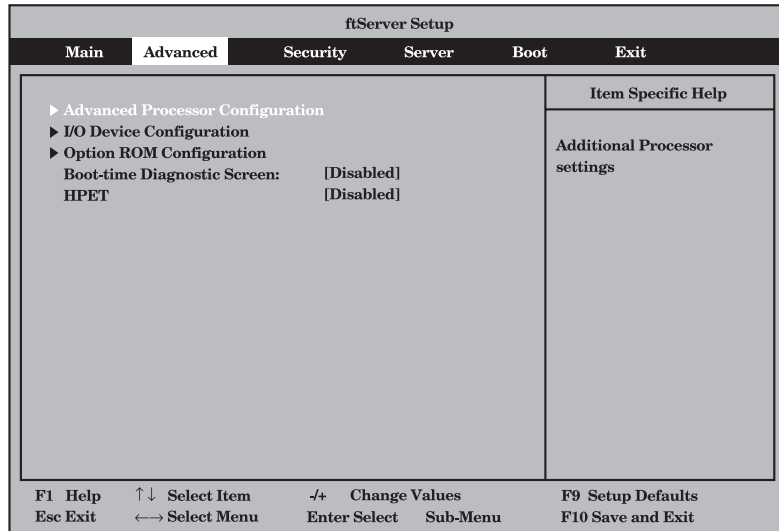 ftServer Setup
Main Advanced Security Server Boot Exit
▶ Advanced Processor Configuration
▶ I/O Device Configuration
▶ Option ROM Configuration
Boot-time Diagnostic Screen: [Disabled]
HPET [Disabled]
Item Specific Help
Additional Processor
settings
F1 Help ↑↓ Select Item -/+ Change Values F9 Setup Defaults
Esc Exit ←→ Select Menu Enter Select Sub-Menu F10 Save and Exit